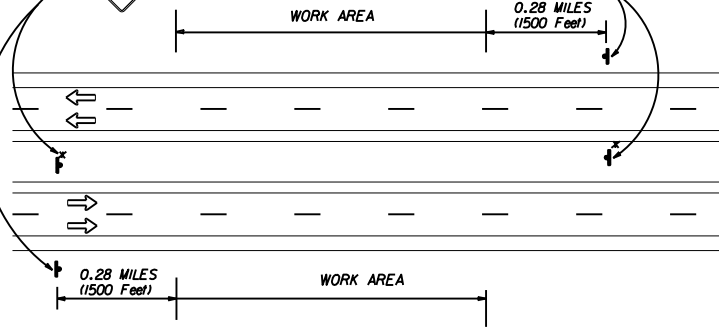 WORK AREA
0.28 MILES
(1500 Feet)
x
x
0.28 MILES
(1500 Feet)
WORK AREA